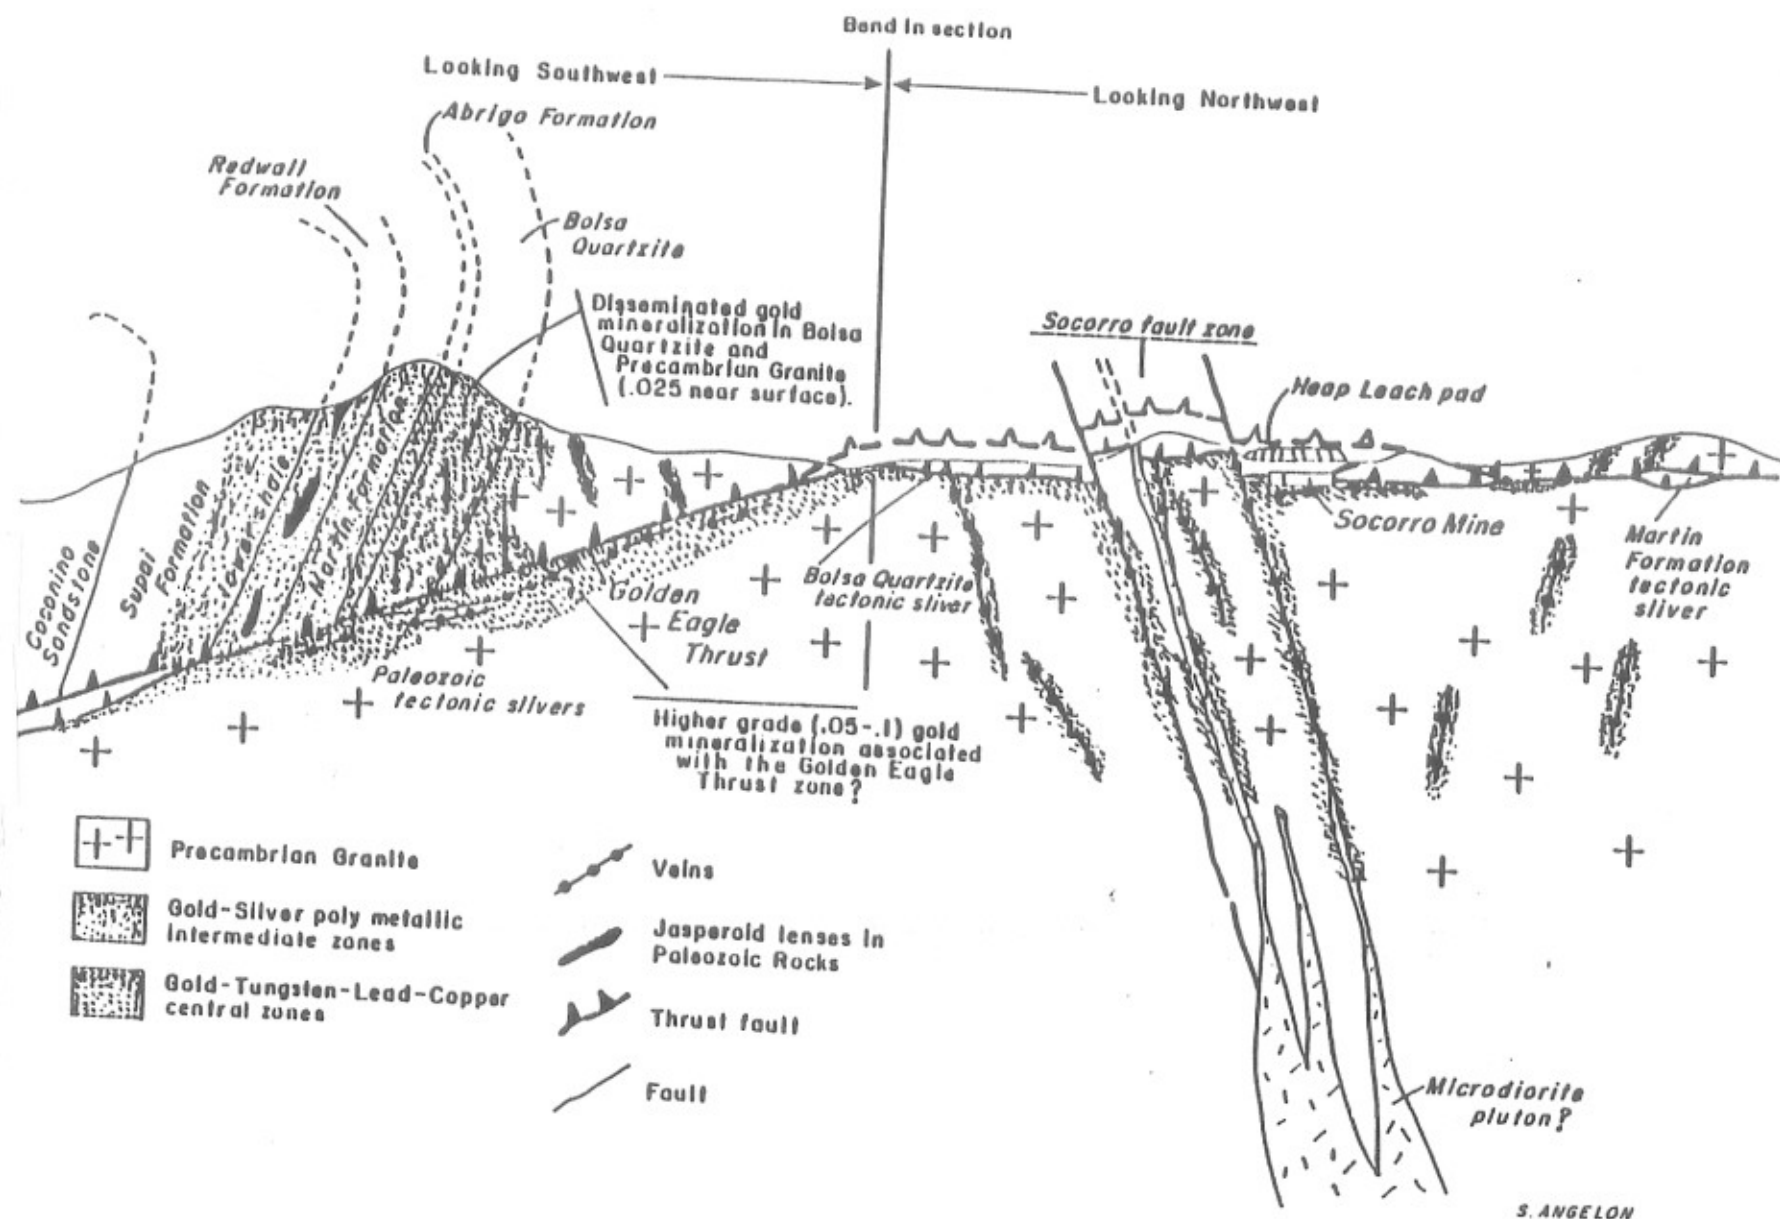 Bend in section
Looking Southwest
Looking Northwest
Abrigo Formation
Redwall
Formation
Bolsa
Quartzite
Disseminated gold
mineralization in Bolsa
Quartzite and
Precambrian Granite
(.025 near surface).
Socorro fault zone
Heap Leach pad
Coconino
Sandstone
Supai
Formation
lower shale
Martin Formation
Golden
Eagle
Thrust
Bolsa Quartzite
tectonic sliver
Socorro Mine
Martin
Formation
tectonic
sliver
Paleozoic
tectonic slivers
Higher grade (.05-.1) gold
mineralization associated
with the Golden Eagle
Thrust zone?
Precambrian Granite
Gold-Silver poly metallic
intermediate zones
Gold-Tungsten-Lead-Copper
central zones
Veins
Jasperoid lenses in
Paleozoic Rocks
Thrust fault
Fault
Microdiorite
pluton?
S. ANGELON